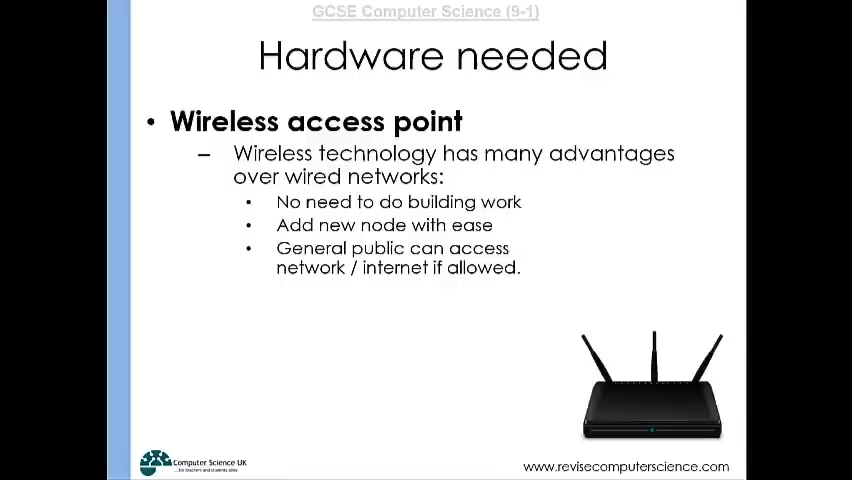 GCSE Computer Science (9-1)
Hardware needed
• Wireless access point
– Wireless technology has many advantages
over wired networks:
• No need to do building work
• Add new node with ease
• General public can access
network / internet if allowed.
Computer Science UK
...for teachers and students alike
www.revisecomputerscience.com